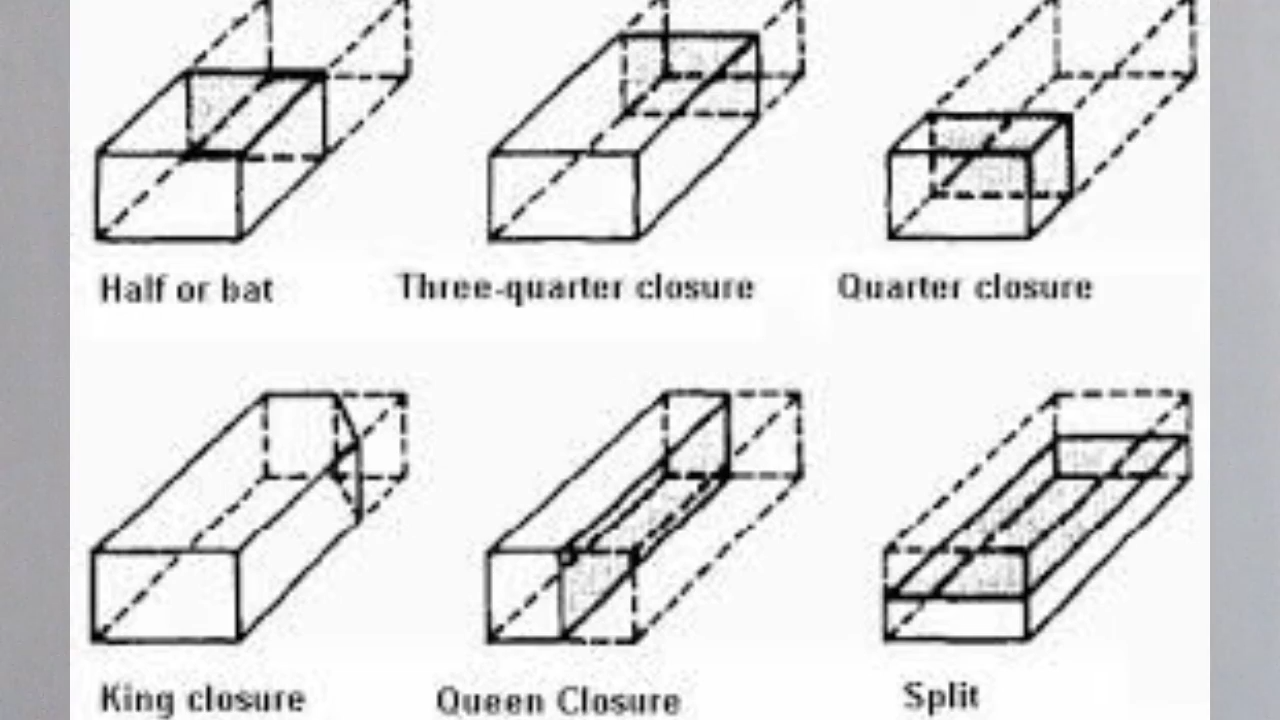 Half or bat
Three-quarter closure
Quarter closure
King closure
Queen Closure
Split